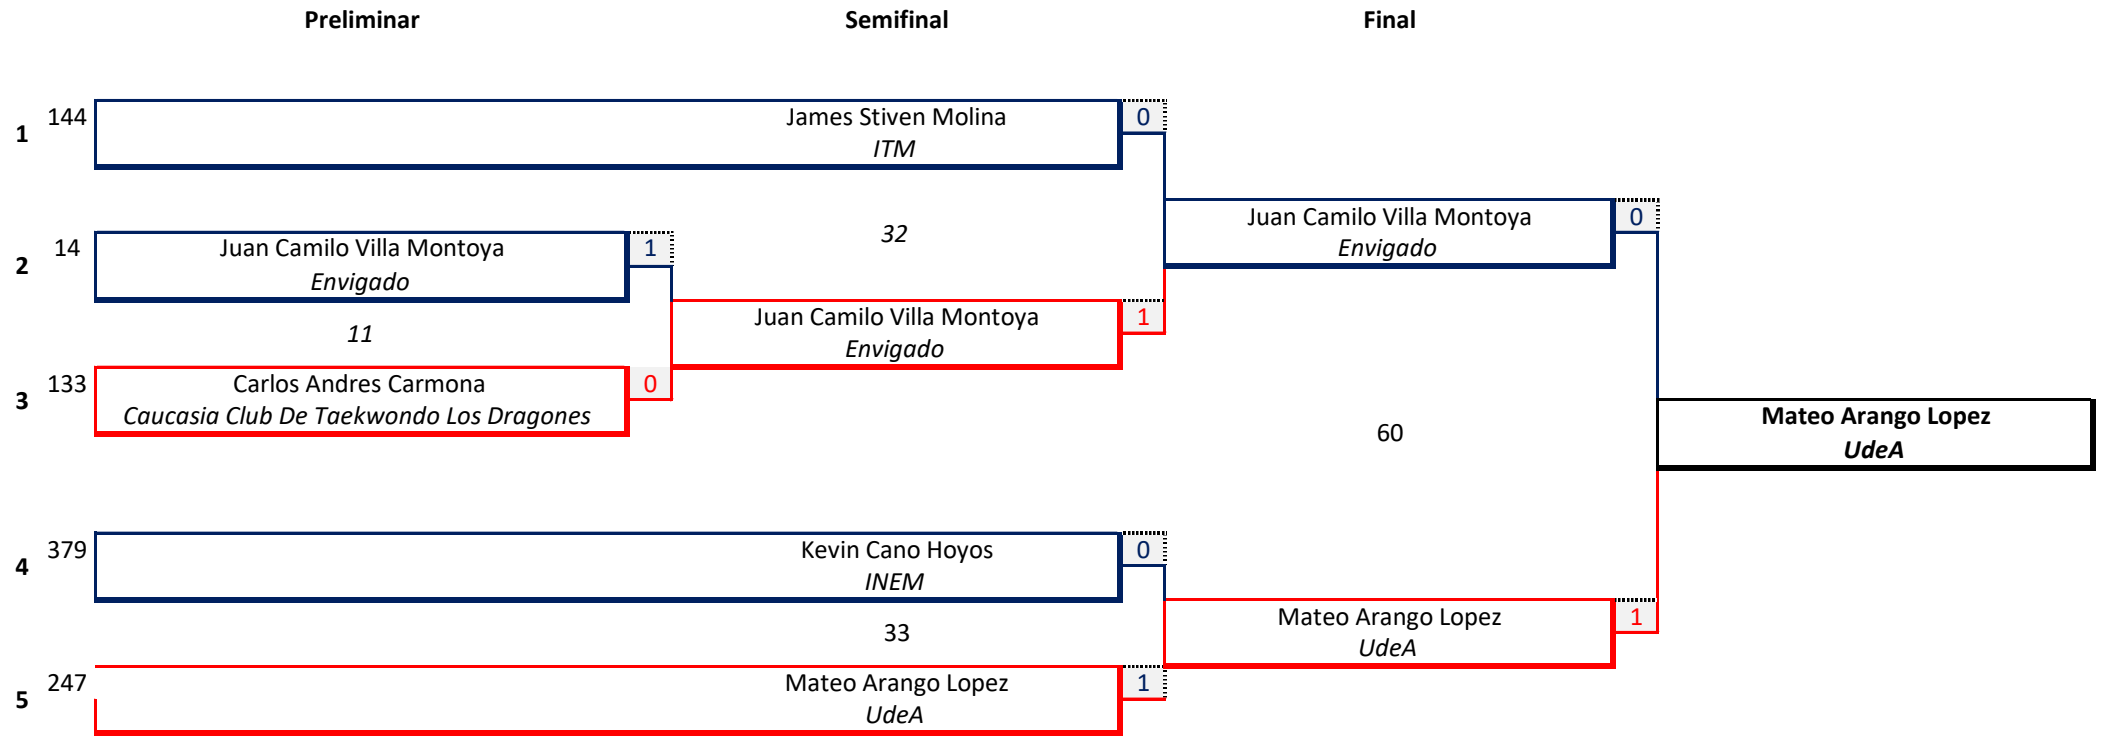 Preliminar Semifinal Final
1 144 James Stiven Molina 0
ITM
2 14 Juan Camilo Villa Montoya 1
Envigado
32
Juan Camilo Villa Montoya 0
Envigado
11
Juan Camilo Villa Montoya 1
Envigado
3 133 Carlos Andres Carmona 0
Caucasia Club De Taekwondo Los Dragones
60
Mateo Arango Lopez
UdeA
4 379 Kevin Cano Hoyos 0
INEM
33
Mateo Arango Lopez 1
UdeA
5 247 Mateo Arango Lopez 1
UdeA